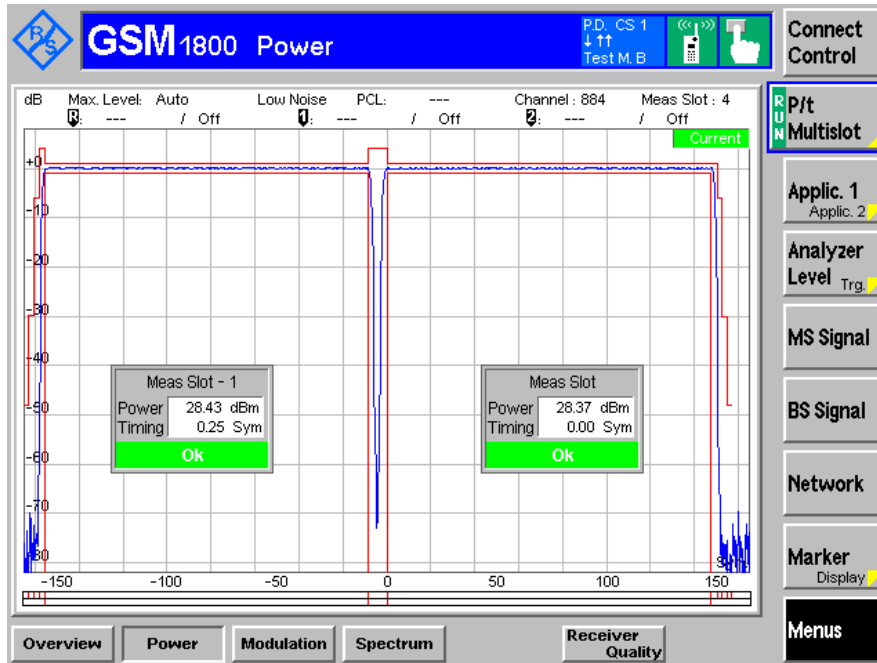 R&S
GSM1800 Power
P.D. CS 1
↓ ↑↑
Test M. B
Connect Control
dB Max. Level: Auto Low Noise PCL: --- Channel : 884 Meas Slot : 4
R: --- / Off 1: --- / Off 2: --- / Off
Current
RUN
P/t Multislot
Applic. 1
Applic. 2
Analyzer Level Trg.
MS Signal
BS Signal
Network
Marker
Display
Menus
+0
-10
-20
-30
-40
-50
-60
-70
-80
Meas Slot - 1
Power 28.43 dBm
Timing 0.25 Sym
Ok
Meas Slot
Power 28.37 dBm
Timing 0.00 Sym
Ok
-150 -100 -50 0 50 100 150
Overview Power Modulation Spectrum Receiver Quality